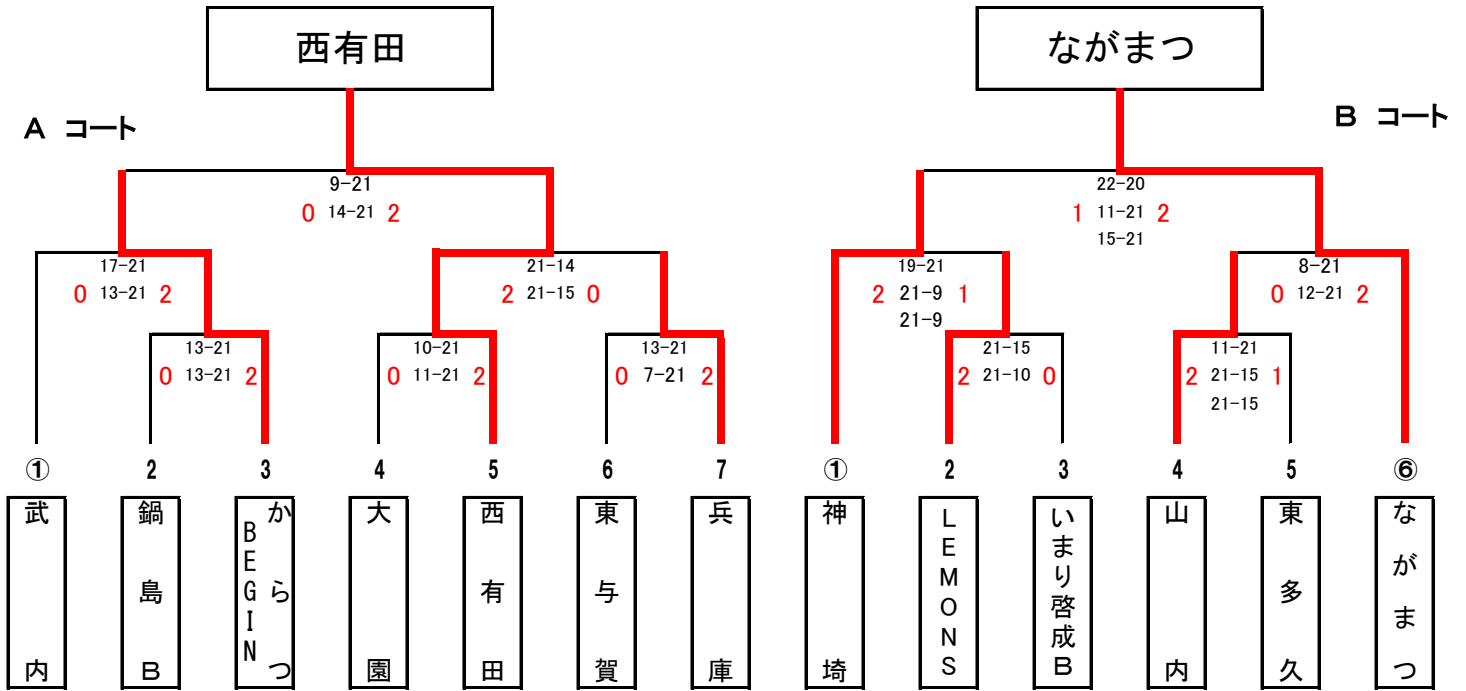 西有田
ながまつ
A コート
B コート
9-21
0 14-21 2
22-20
1 11-21 2
15-21
17-21
0 13-21 2
21-14
2 21-15 0
19-21
2 21-9 1
21-9
8-21
0 12-21 2
13-21
0 13-21 2
10-21
0 11-21 2
13-21
0 7-21 2
21-15
2 21-10 0
11-21
2 21-15 1
21-15
① 2 3 4 5 6 7
① 2 3 4 5 ⑥
武内
鍋島B
からつ
BEGIN
大園
西有田
東与賀
兵庫
神埼
LEMONS
いまり啓成B
山内
東多久
ながまつ